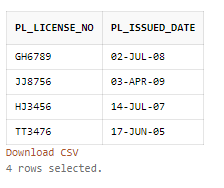 PL_LICENSE_NO PL_ISSUED_DATE
GH6789 02-JUL-08
JJ8756 03-APR-09
HJ3456 14-JUL-07
TT3476 17-JUN-05
Download CSV
4 rows selected.